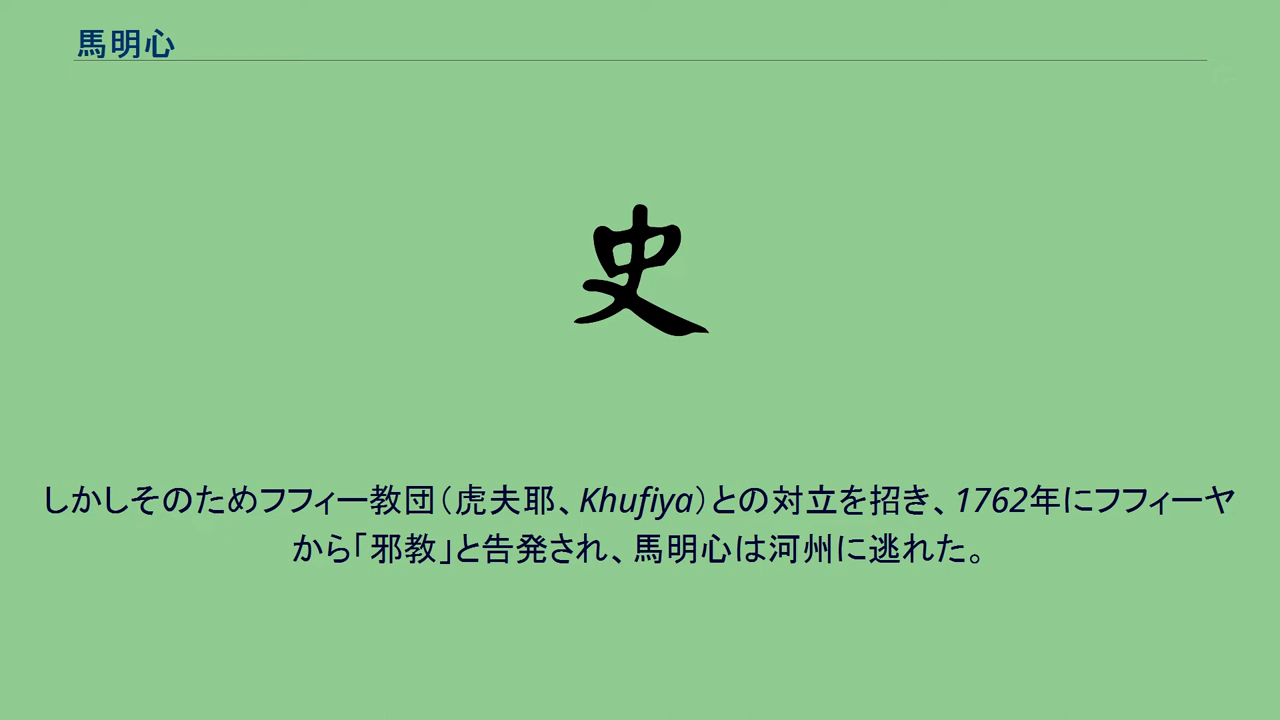 馬明心
史
しかしそのためフフィー教団（虎夫耶、Khufiya）との対立を招き、1762年にフフィーヤ
から「邪教」と告発され、馬明心は河州に逃れた。